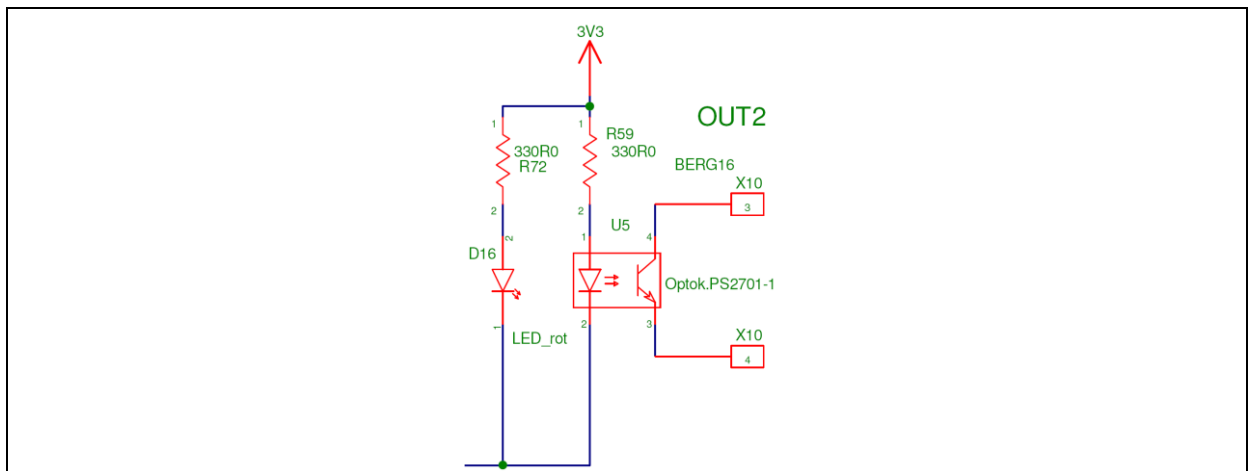 3V3
OUT2
1
1
R59
330R0
330R0
R72
BERG16
X10
3
2
2
U5
2
1
4
D16
Optok.PS2701-1
1
2
3
LED_rot
X10
4